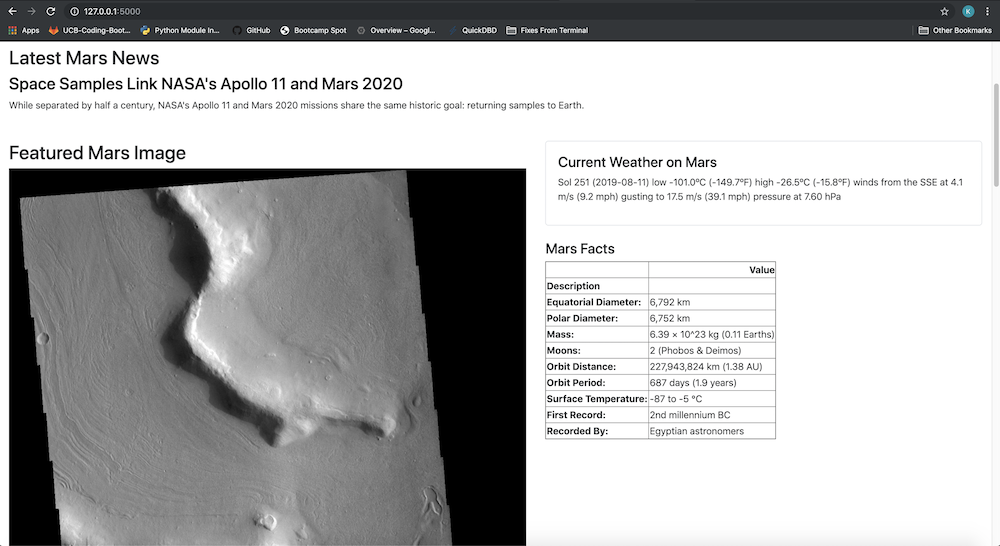 127.0.0.1:5000
K
Apps UCB-Coding-Boot... Python Module In... GitHub Bootcamp Spot Overview – Googl... QuickDBD Fixes From Terminal Other Bookmarks
Latest Mars News
Space Samples Link NASA's Apollo 11 and Mars 2020
While separated by half a century, NASA's Apollo 11 and Mars 2020 missions share the same historic goal: returning samples to Earth.
Featured Mars Image
Current Weather on Mars
Sol 251 (2019-08-11) low -101.0ºC (-149.7ºF) high -26.5ºC (-15.8ºF) winds from the SSE at 4.1
m/s (9.2 mph) gusting to 17.5 m/s (39.1 mph) pressure at 7.60 hPa
Mars Facts
Value
Description
Equatorial Diameter: 6,792 km
Polar Diameter: 6,752 km
Mass: 6.39 × 10^23 kg (0.11 Earths)
Moons: 2 (Phobos & Deimos)
Orbit Distance: 227,943,824 km (1.38 AU)
Orbit Period: 687 days (1.9 years)
Surface Temperature: -87 to -5 °C
First Record: 2nd millennium BC
Recorded By: Egyptian astronomers